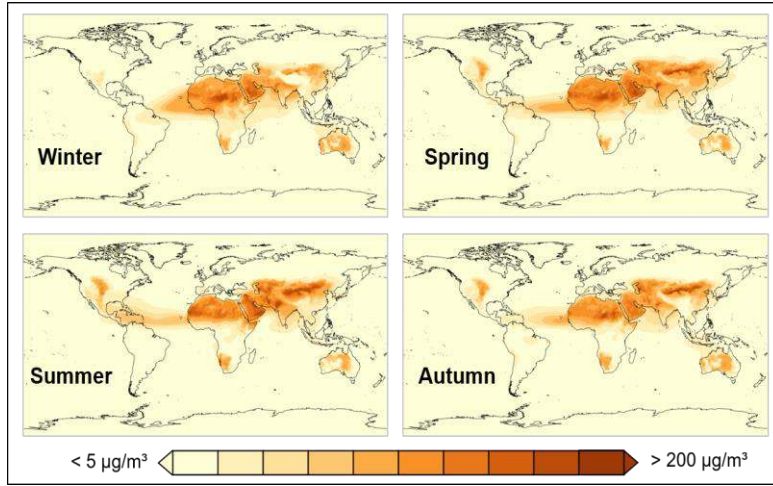 Winter
Spring
Summer
Autumn
< 5 µg/m³
> 200 µg/m³